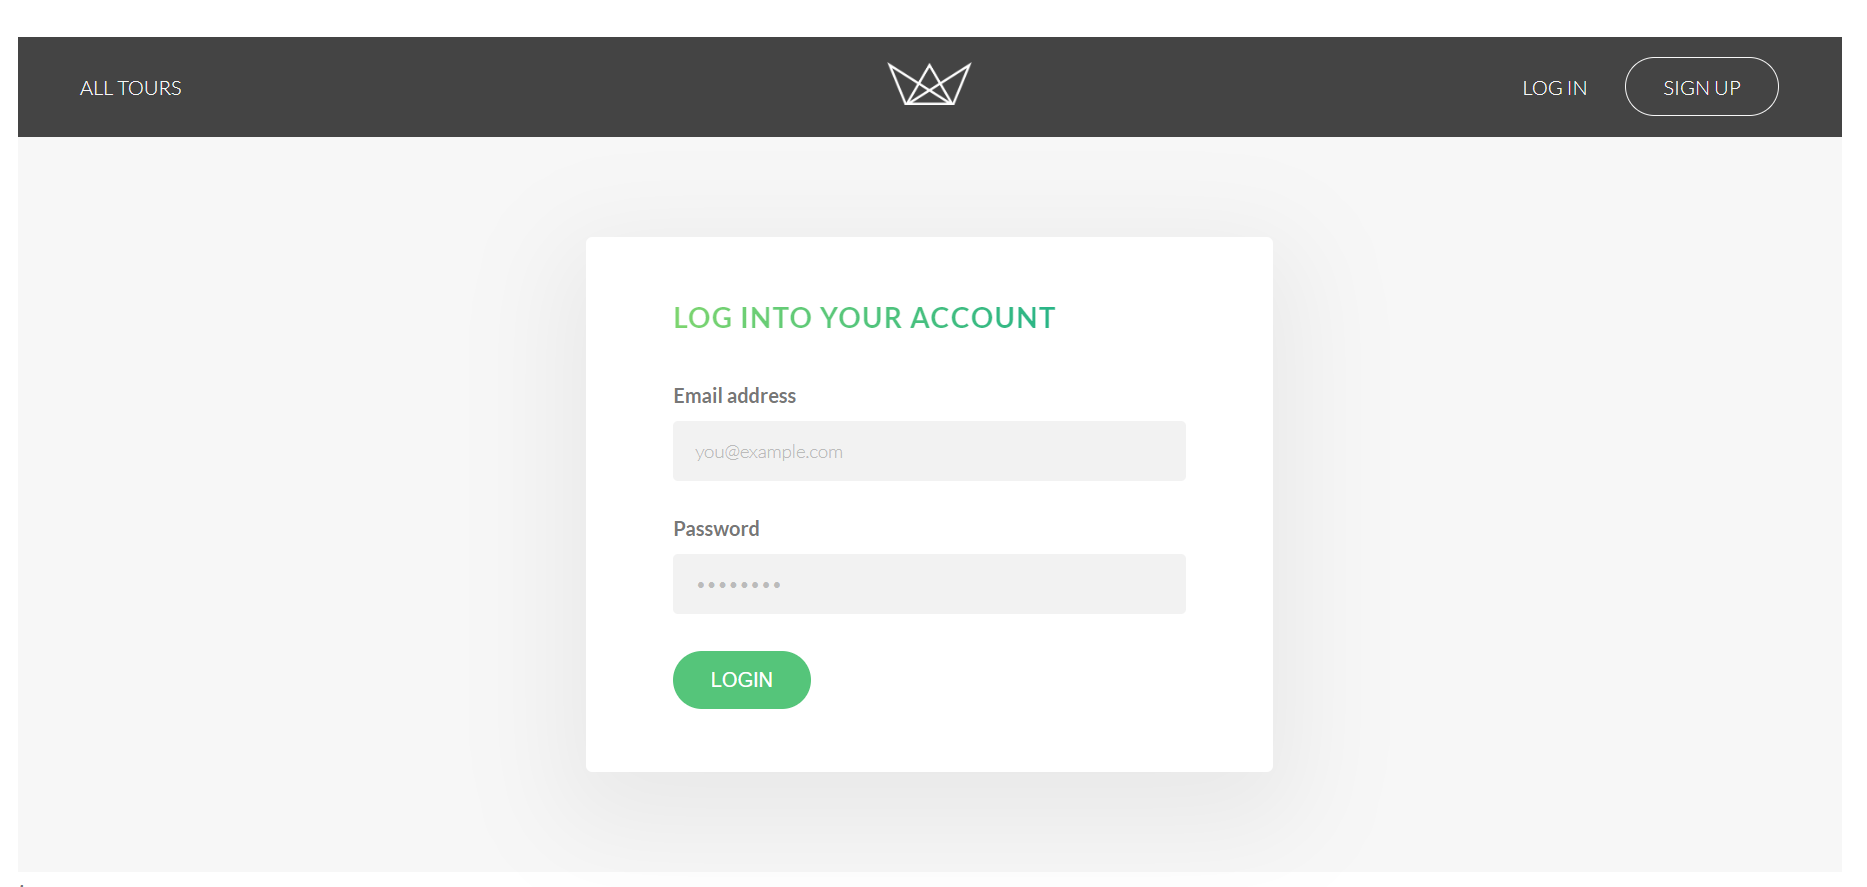 ALL TOURS
LOG IN
SIGN UP
LOG INTO YOUR ACCOUNT
Email address
you@example.com
Password
••••••••
LOGIN